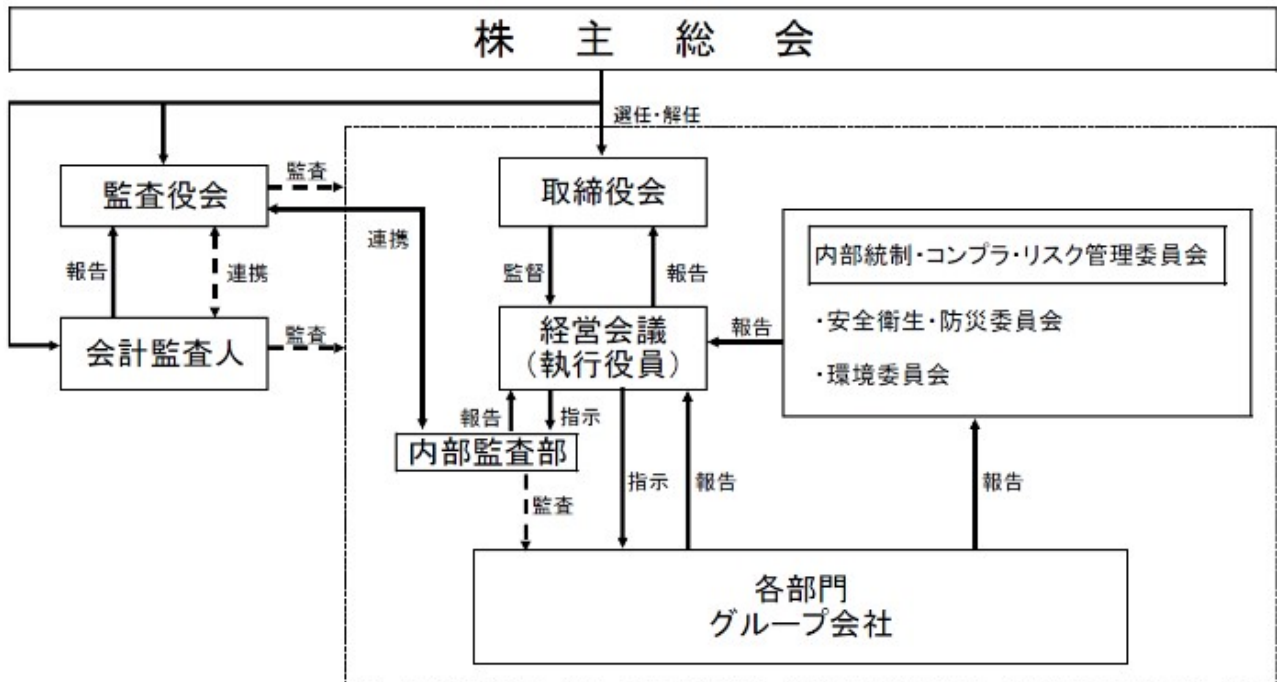 株主総会
選任・解任
監査役会
監査
取締役会
連携
報告
連携
監督
報告
内部統制・コンプラ・リスク管理委員会
・安全衛生・防災委員会
・環境委員会
会計監査人
監査
経営会議
（執行役員）
報告
報告
指示
内部監査部
監査
指示
報告
報告
各部門
グループ会社